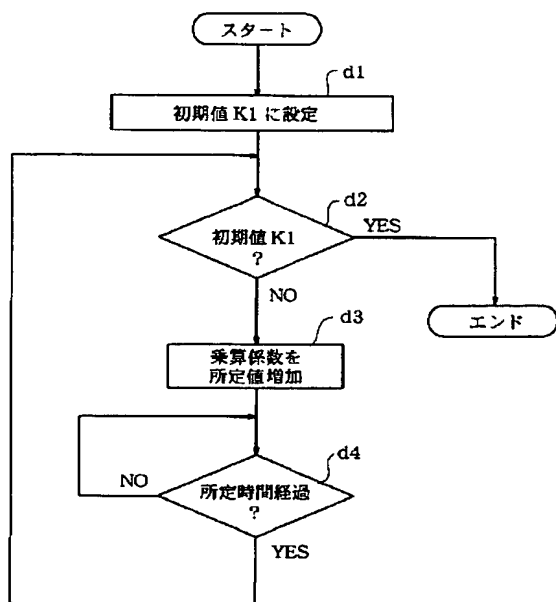 スタート
d1
初期値 K1 に設定
d2
初期値 K1
?
YES
NO
エンド
d3
乗算係数を
所定値増加
d4
NO
所定時間経過
?
YES